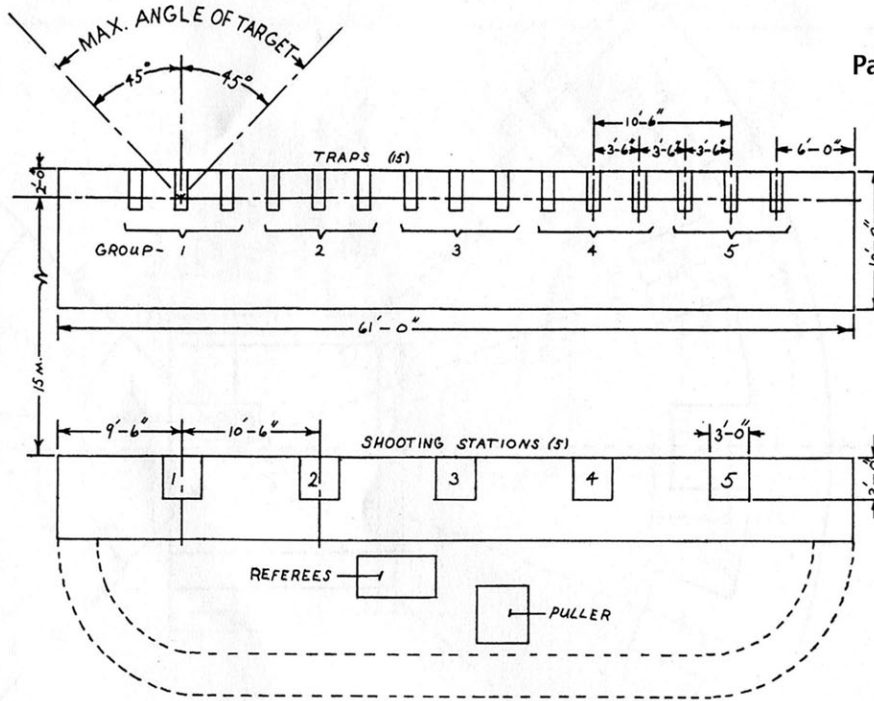 MAX. ANGLE OF TARGET
45° 45°
Pa
10'-6"
3'-6" 3'-6" 3'-6" 6'-0"
TRAPS (15)
2'-0"
GROUP- 1 2 3 4 5
61'-0"
15 M.
9'-6" 10'-6" 3'-0"
SHOOTING STATIONS (5)
1 2 3 4 5
REFEREES
PULLER